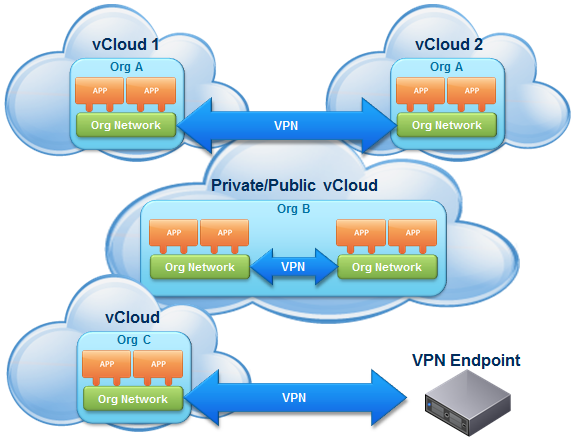 vCloud 1
vCloud 2
Org A
Org A
APP APP
APP APP
Org Network
VPN
Org Network
Private/Public vCloud
Org B
APP APP
APP APP
Org Network
VPN
Org Network
vCloud
Org C
APP APP
Org Network
VPN
VPN Endpoint